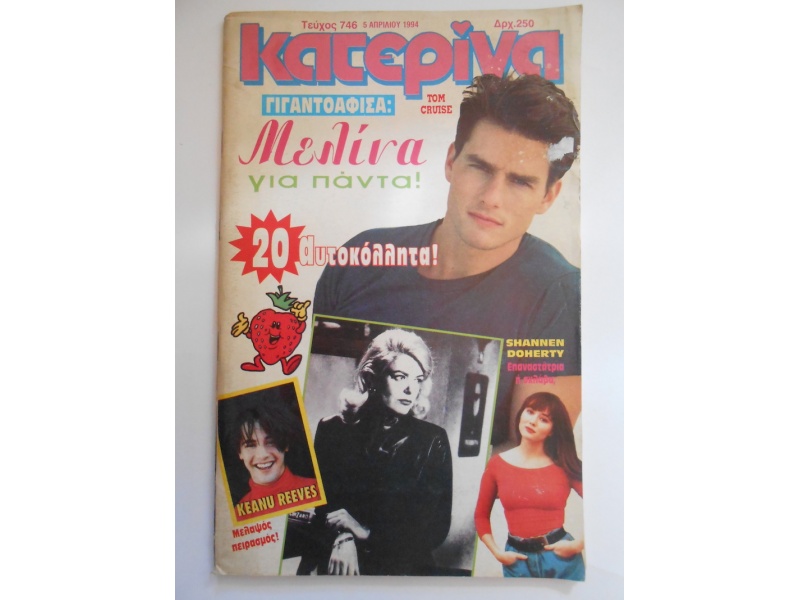 Τεύχος 746 5 ΑΠΡΙΛΙΟΥ 1994 Δρχ.250
Κατερίνα
ΓΙΓΑΝΤΟΑΦΙΣΑ:
TOM
CRUISE
Μελίνα
για πάντα!
20 αυτοκόλλητα!
SHANNEN
DOHERTY
Επαναστάτρια
KEANU REEVES
Μελαψός
πειρασμός!